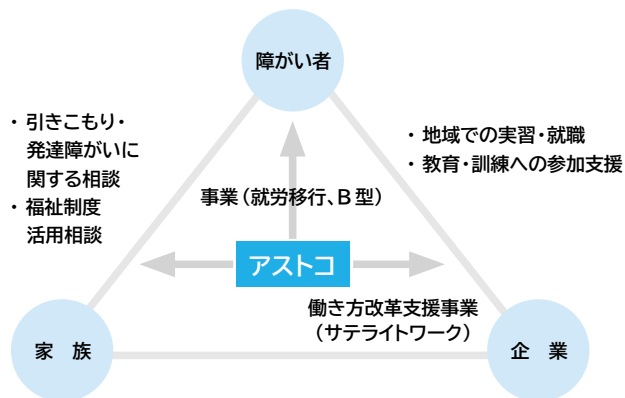 障がい者
・引きこもり・
発達障がいに
関する相談
・福祉制度
活用相談
・地域での実習・就職
・教育・訓練への参加支援
事業（就労移行、B型）
アストコ
働き方改革支援事業
（サテライトワーク）
家　族
企　業